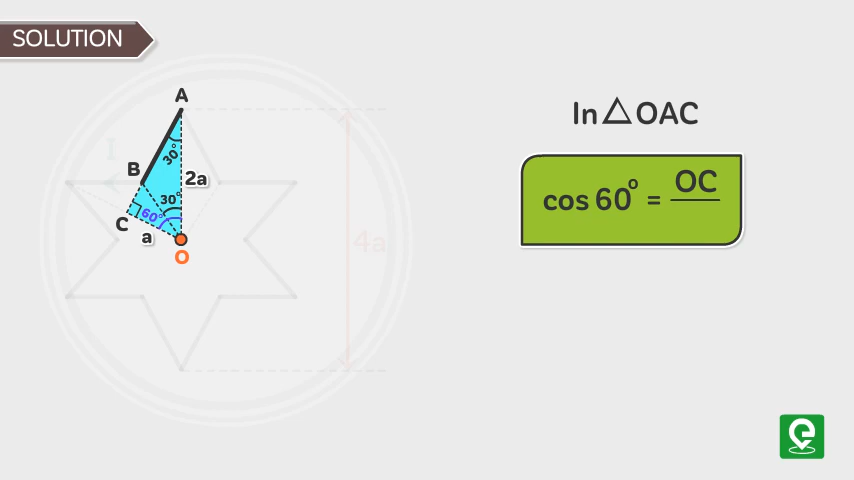 SOLUTION
A
In △OAC
I
30°
B
2a
OC
cos 60° =
30°
60°
C
a
4a
O